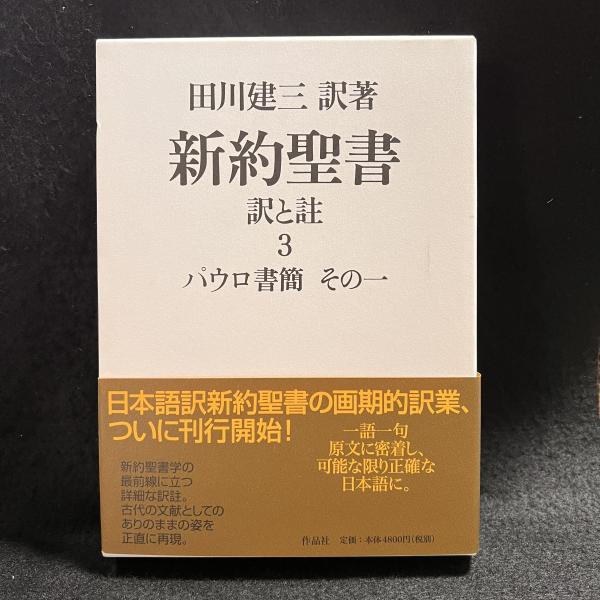 田川建三 訳著
新約聖書
訳と註
3
パウロ書簡 その一
日本語訳新約聖書の画期的訳業、
ついに刊行開始!
一語一句
原文に密着し、
可能な限り正確な
日本語に。
新約聖書学の
最前線に立つ
詳細な訳註。
古代の文献としての
ありのままの姿を
正直に再現。
作品社 定価:本体4800円(税別)